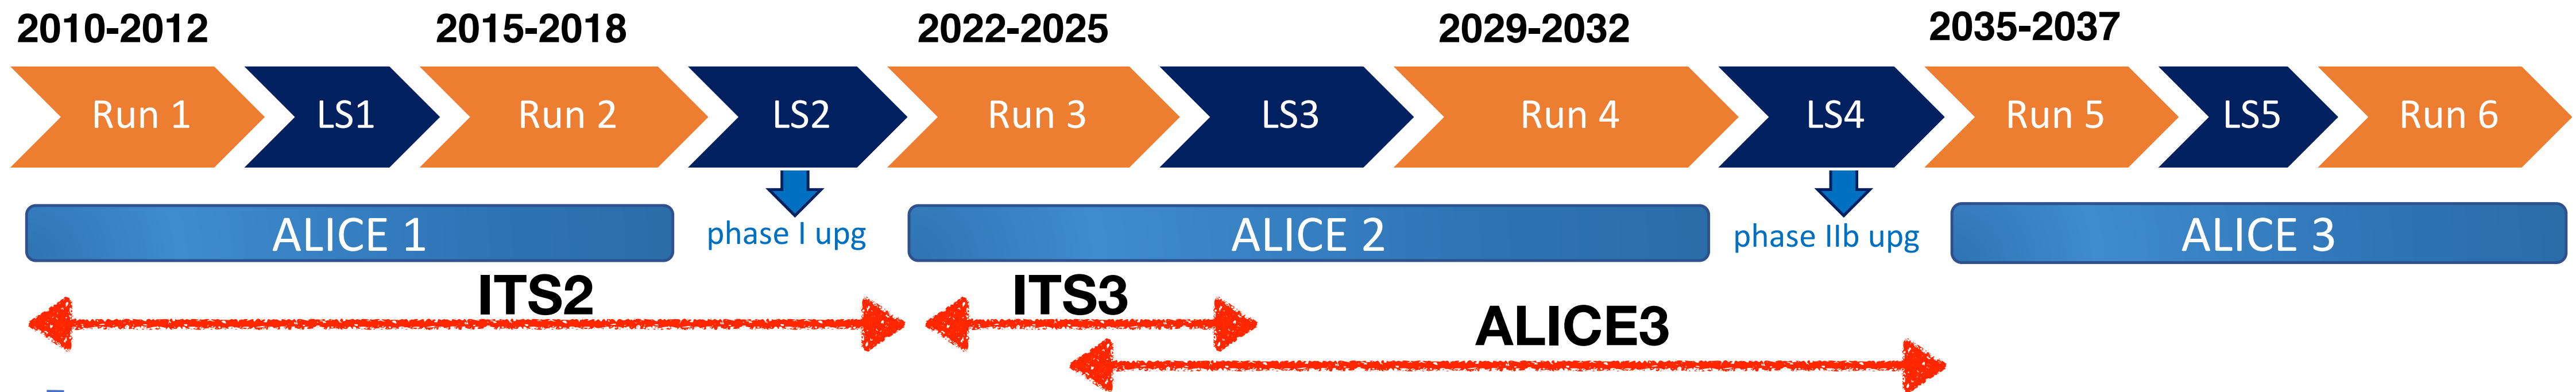 2010-2012 2015-2018 2022-2025 2029-2032 2035-2037
Run 1 LS1 Run 2 LS2 Run 3 LS3 Run 4 LS4 Run 5 LS5 Run 6
ALICE 1 phase I upg ALICE 2 phase IIb upg ALICE 3
ITS2 ITS3
ALICE3